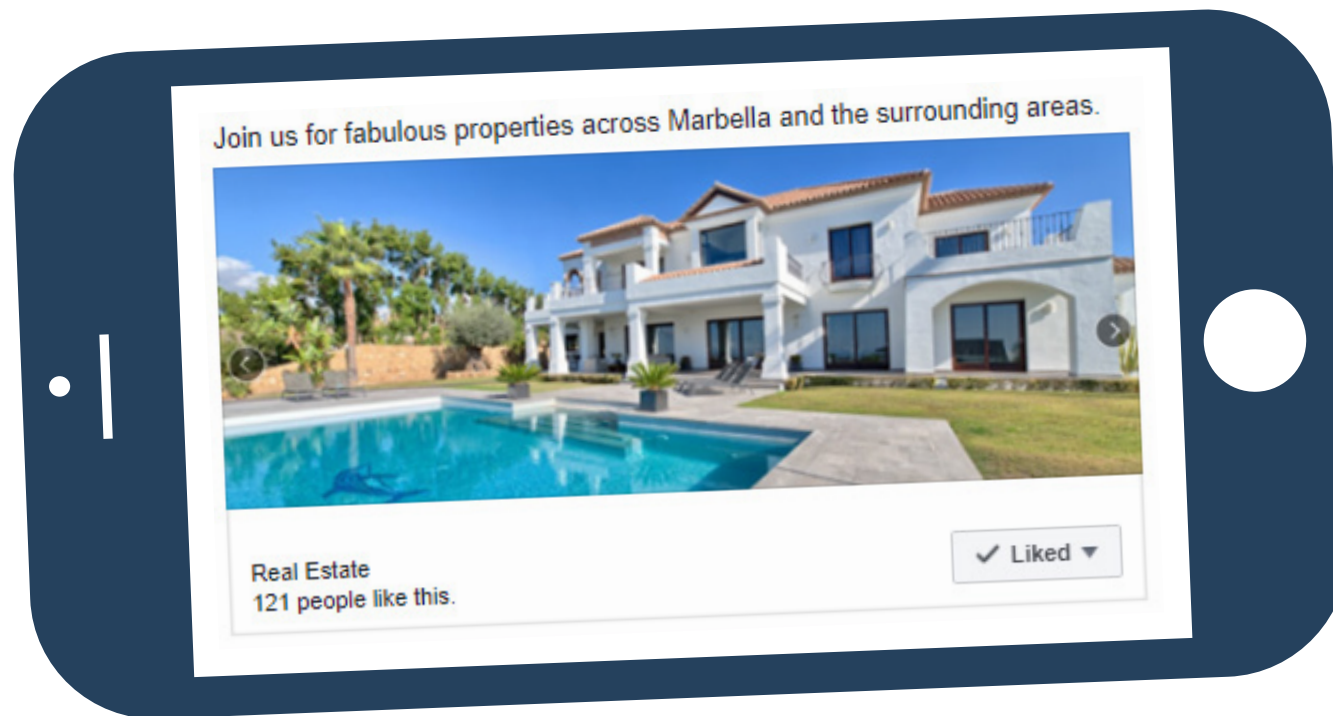 Join us for fabulous properties across Marbella and the surrounding areas.
Liked
Real Estate
121 people like this.